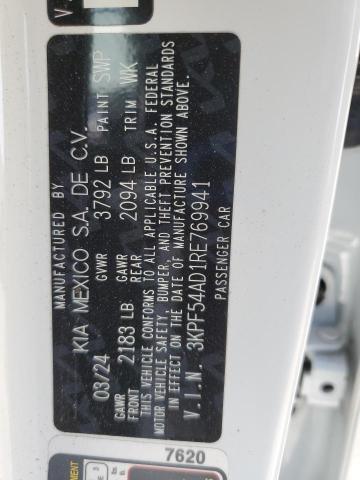 MANUFACTURED BY
KIA MEXICO S.A. DE C.V.
03/24 GVWR 3792 LB PAINT SWP
GAWR FRONT 2183 LB GAWR REAR 2094 LB TRIM WK
THIS VEHICLE CONFORMS TO ALL APPLICABLE U.S.A. FEDERAL
MOTOR VEHICLE SAFETY, BUMPER, AND THEFT PREVENTION STANDARDS
IN EFFECT ON THE DATE OF MANUFACTURE SHOWN ABOVE.
V.I.N. 3KPF54AD1RE769941
PASSENGER CAR
7620